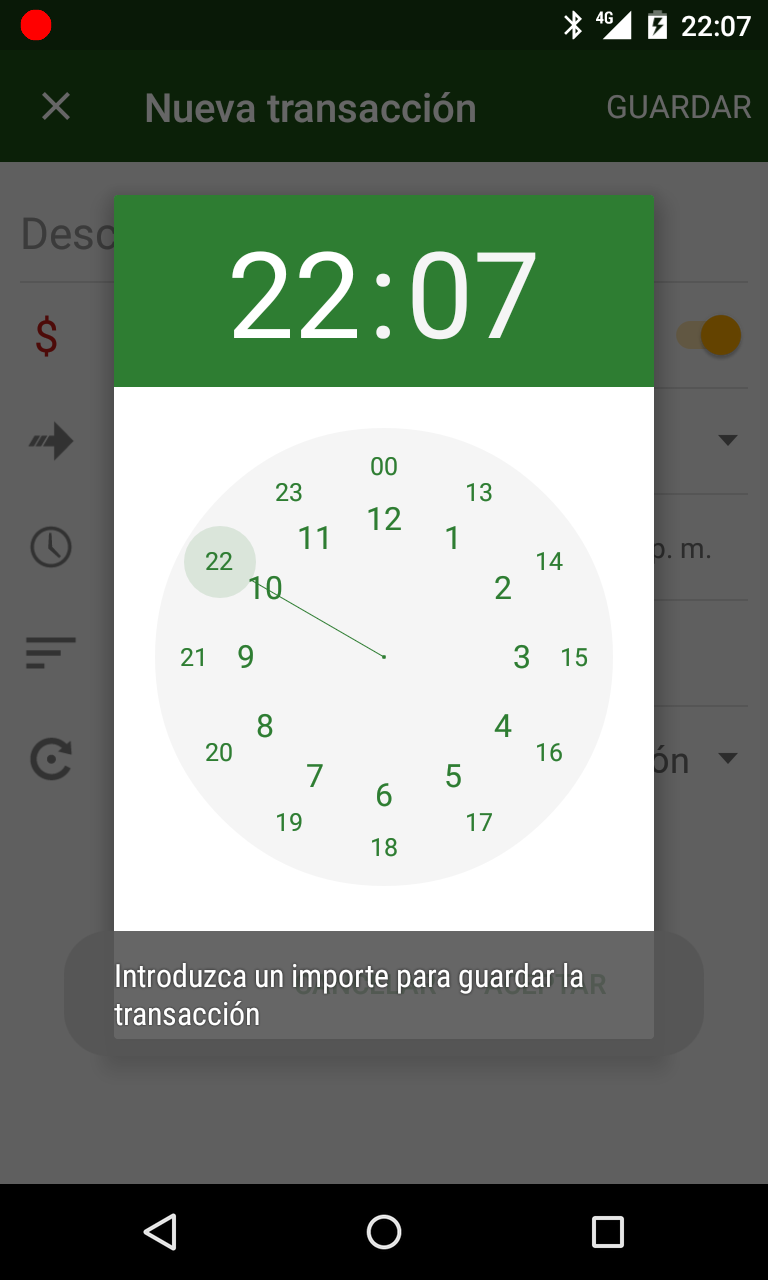 4G 22:07
Nueva transacción GUARDAR
Desc
22:07
$
00
23 13
12
11 1
22 14
10 2
21 9 3 15
p. m.
8 4
20 16
7 5
6
19 17
18
ón
Introduzca un importe para guardar la
transacción
CANCELAR ACEPTAR